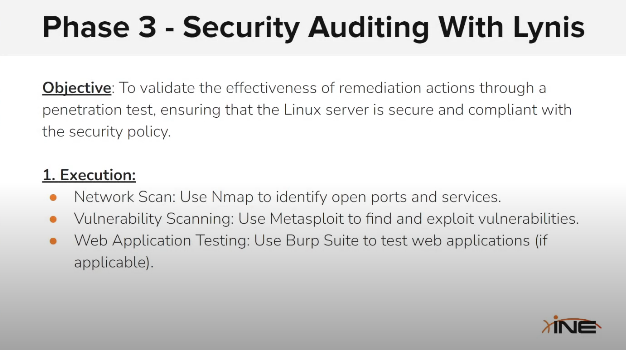 Phase 3 - Security Auditing With Lynis
Objective: To validate the effectiveness of remediation actions through a
penetration test, ensuring that the Linux server is secure and compliant with
the security policy.
1. Execution:
● Network Scan: Use Nmap to identify open ports and services.
● Vulnerability Scanning: Use Metasploit to find and exploit vulnerabilities.
● Web Application Testing: Use Burp Suite to test web applications (if
applicable).
INE